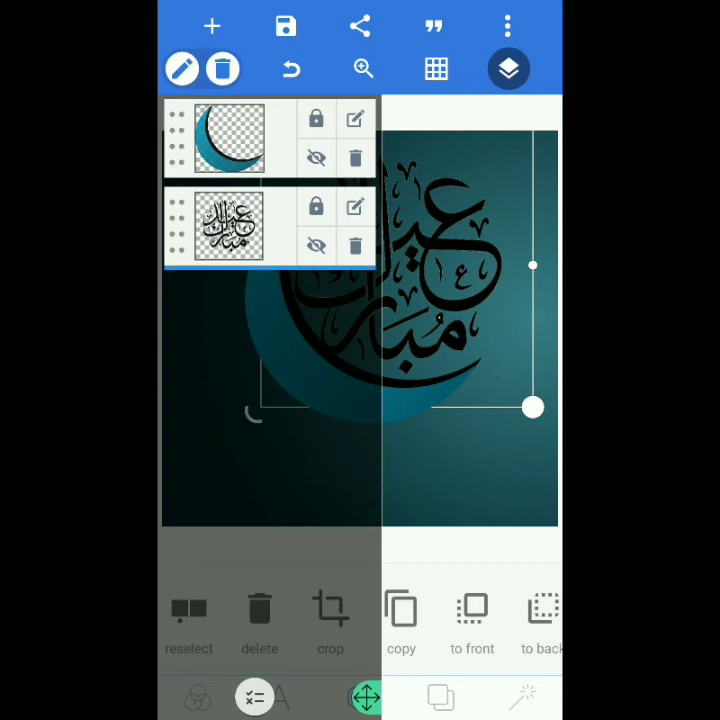 عيد
مبارك
reselect
delete
crop
copy
to front
to back